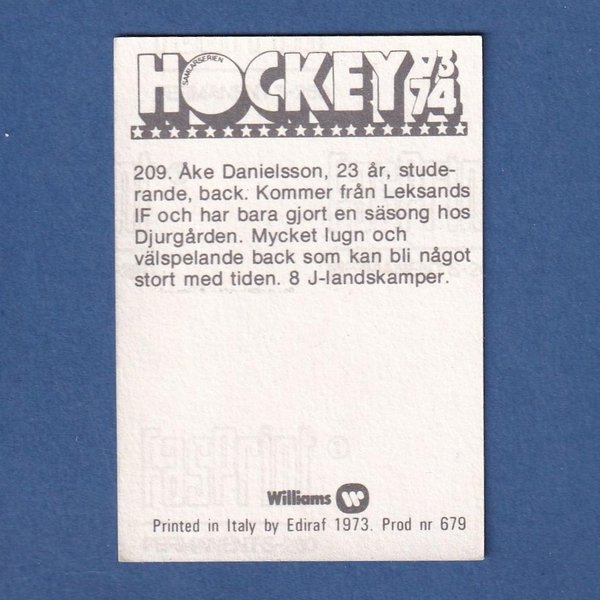 HOCKEY 73
SAMLARSERIEN
74
209. Åke Danielsson, 23 år, stude-
rande, back. Kommer från Leksands
IF och har bara gjort en säsong hos
Djurgården. Mycket lugn och
välspelande back som kan bli något
stort med tiden. 8 J-landskamper.
Williams
Printed in Italy by Ediraf 1973. Prod nr 679